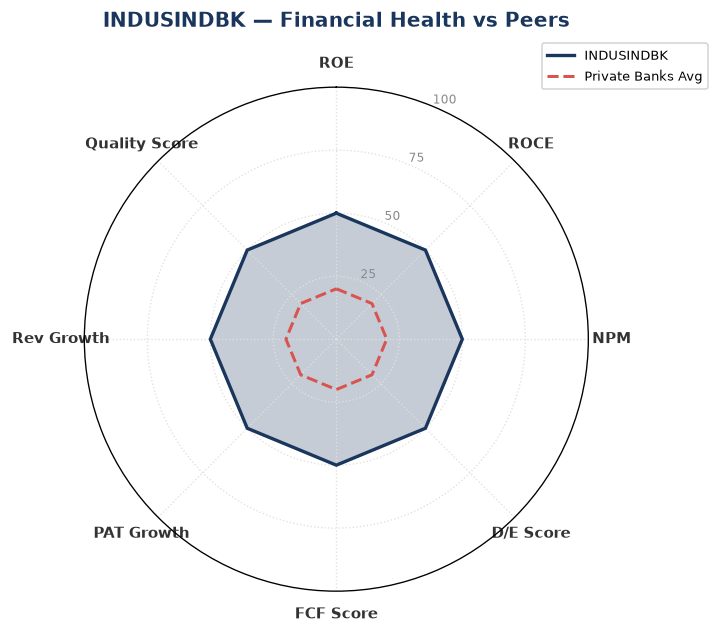 INDUSINDBK — Financial Health vs Peers
INDUSINDBK
Private Banks Avg
ROE
100
Quality Score
ROCE
75
50
25
Rev Growth
NPM
PAT Growth
D/E Score
FCF Score